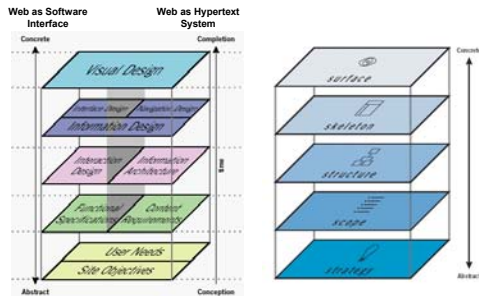 Web as Software
Interface
Web as Hypertext
System
Concrete
Completion
Visual Design
Interface Design
Navigation Design
Information Design
Interaction
Design
Information
Architecture
time
Functional
Specifications
Content
Requirements
User Needs
Site Objectives
Abstract
Conception
Concrete
surface
skeleton
structure
scope
strategy
Abstract